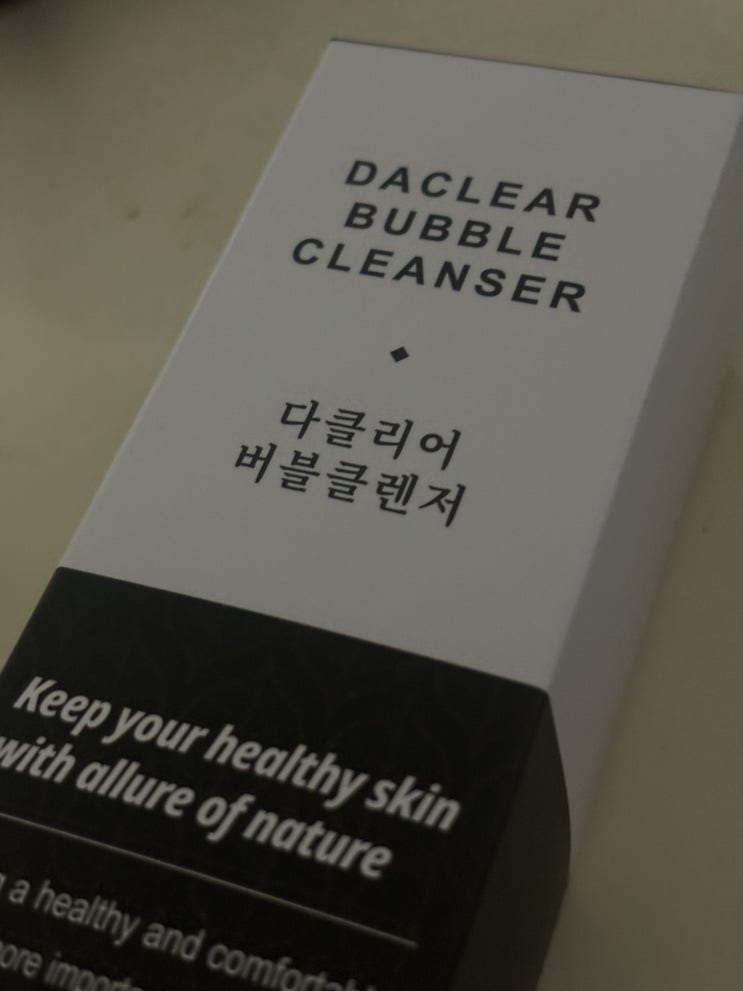 DACLEAR
BUBBLE
CLEANSER
다클리어
버블클렌저
Keep your healthy skin
with allure of nature
a healthy and